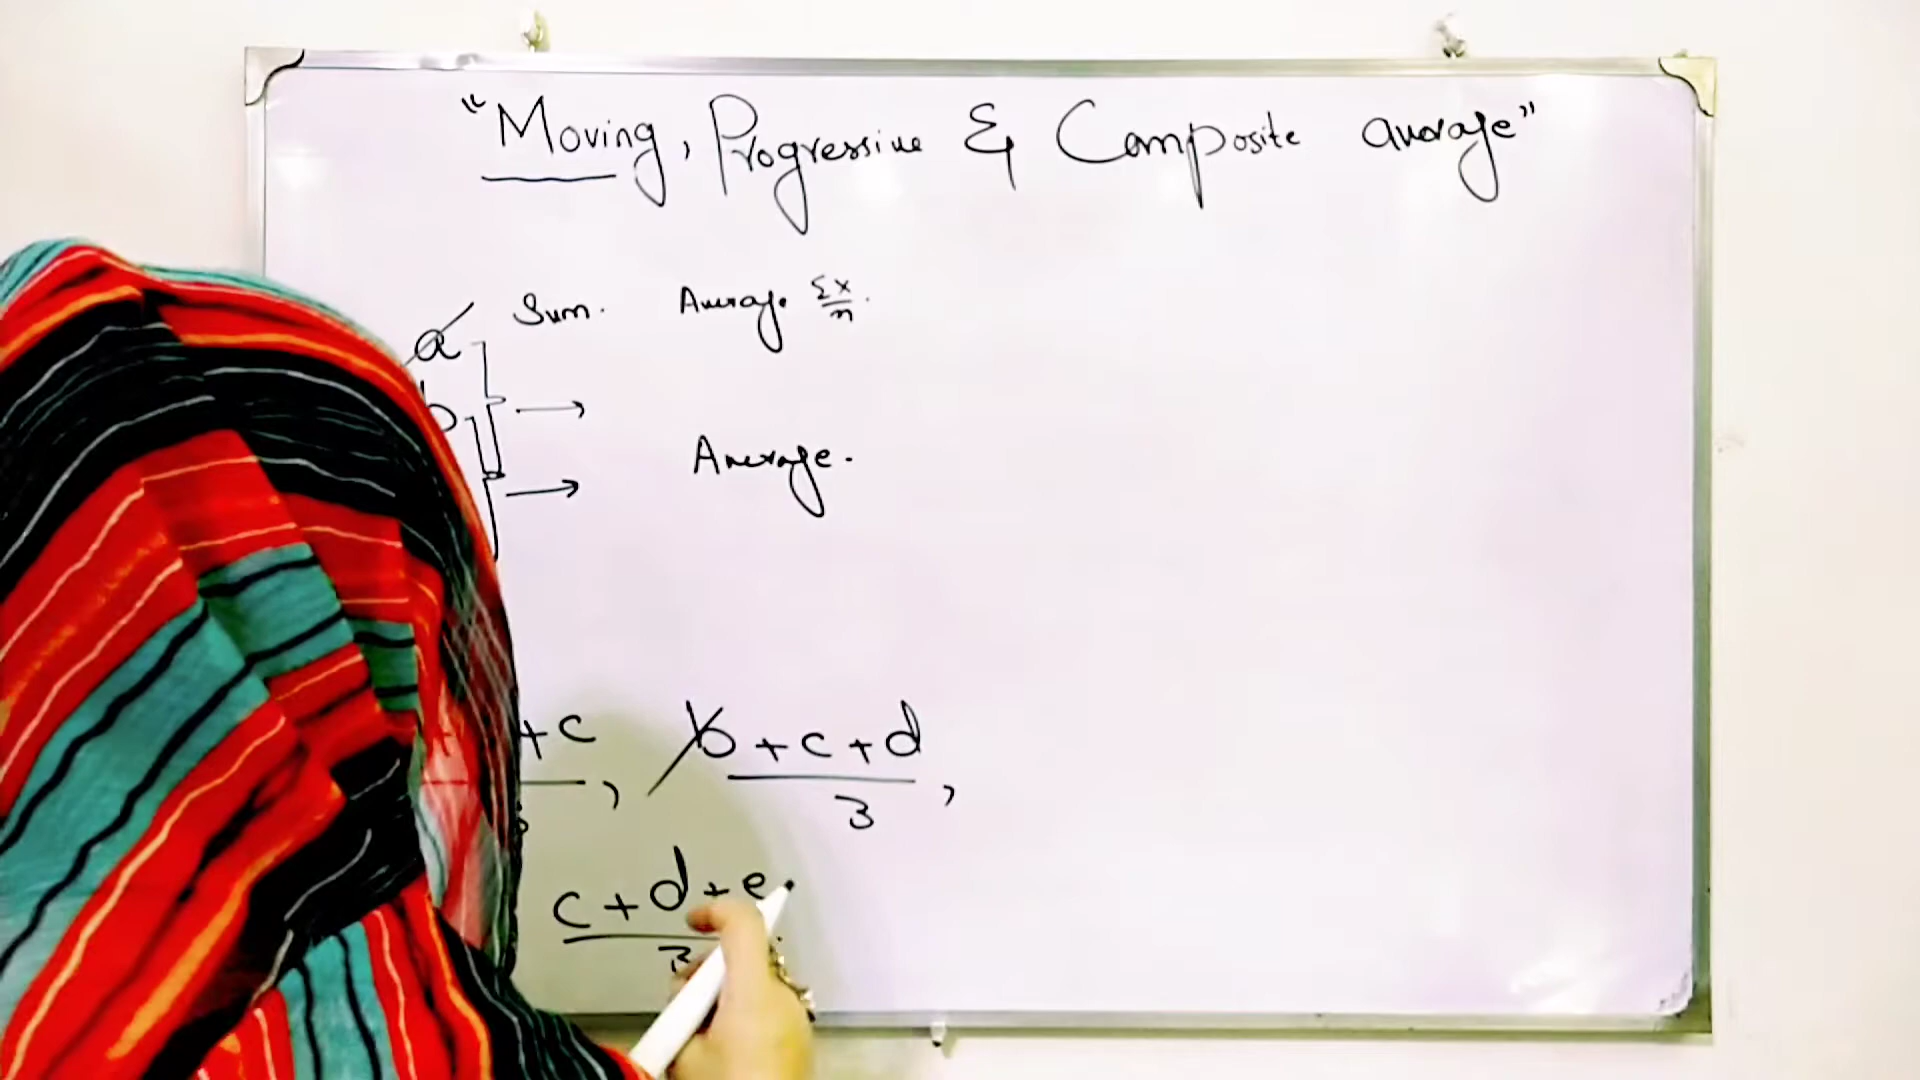 "Moving, Progressive & Composite average"
Sum. Average Σx/n.
a
b
Average.
+c, b+c+d/3,
c+d+e/3